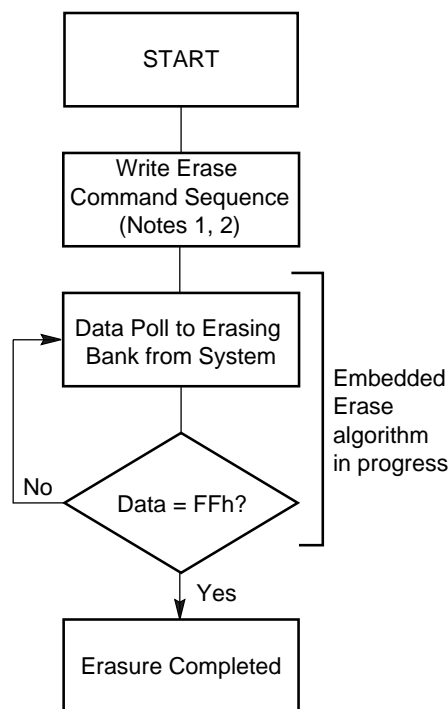 START
Write Erase
Command Sequence
(Notes 1, 2)
Data Poll to Erasing
Bank from System
Embedded
Erase
algorithm
in progress
No
Data = FFh?
Yes
Erasure Completed